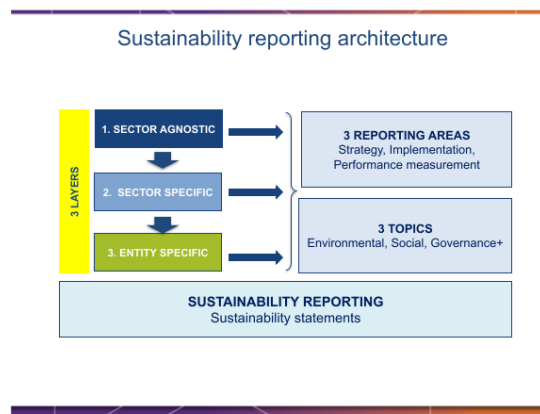 Sustainability reporting architecture
3 LAYERS
1. SECTOR AGNOSTIC
2. SECTOR SPECIFIC
3. ENTITY SPECIFIC
3 REPORTING AREAS
Strategy, Implementation,
Performance measurement
3 TOPICS
Environmental, Social, Governance+
SUSTAINABILITY REPORTING
Sustainability statements